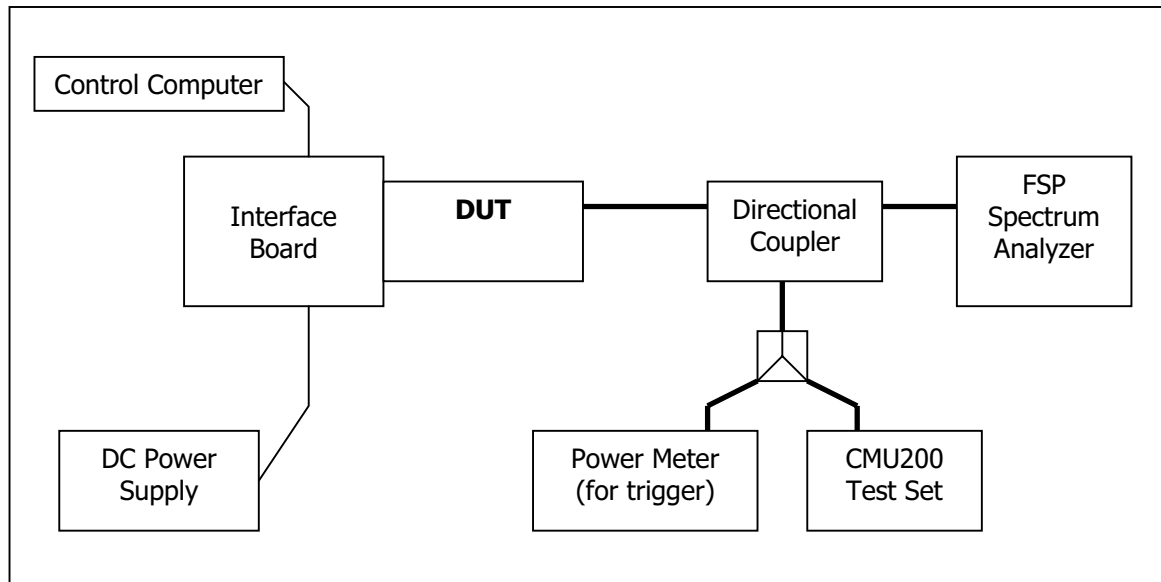 Control Computer
Interface
Board
DUT
Directional
Coupler
FSP
Spectrum
Analyzer
DC Power
Supply
Power Meter
(for trigger)
CMU200
Test Set